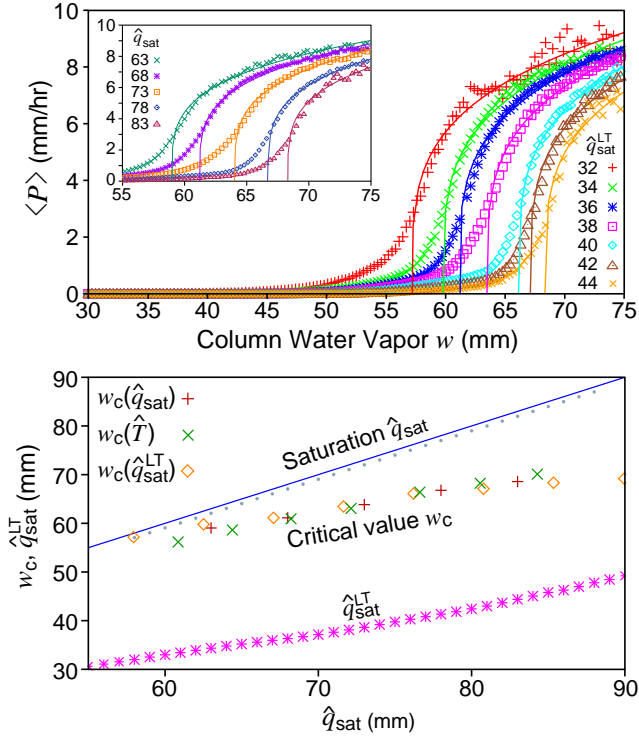 ⟨P⟩ (mm/hr)
10
8
6
4
2
0
30 35 40 45 50 55 60 65 70 75
Column Water Vapor w (mm)
10
8
6
4
2
0
55 60 65 70 75
q̂sat
63
68
73
78
83
q̂satLT
32
34
36
38
40
42
44
wc, q̂satLT (mm)
90
80
70
60
50
40
30
60 70 80 90
q̂sat (mm)
wc(q̂sat)
wc(T̂)
wc(q̂satLT)
Saturation q̂sat
Critical value wc
q̂satLT